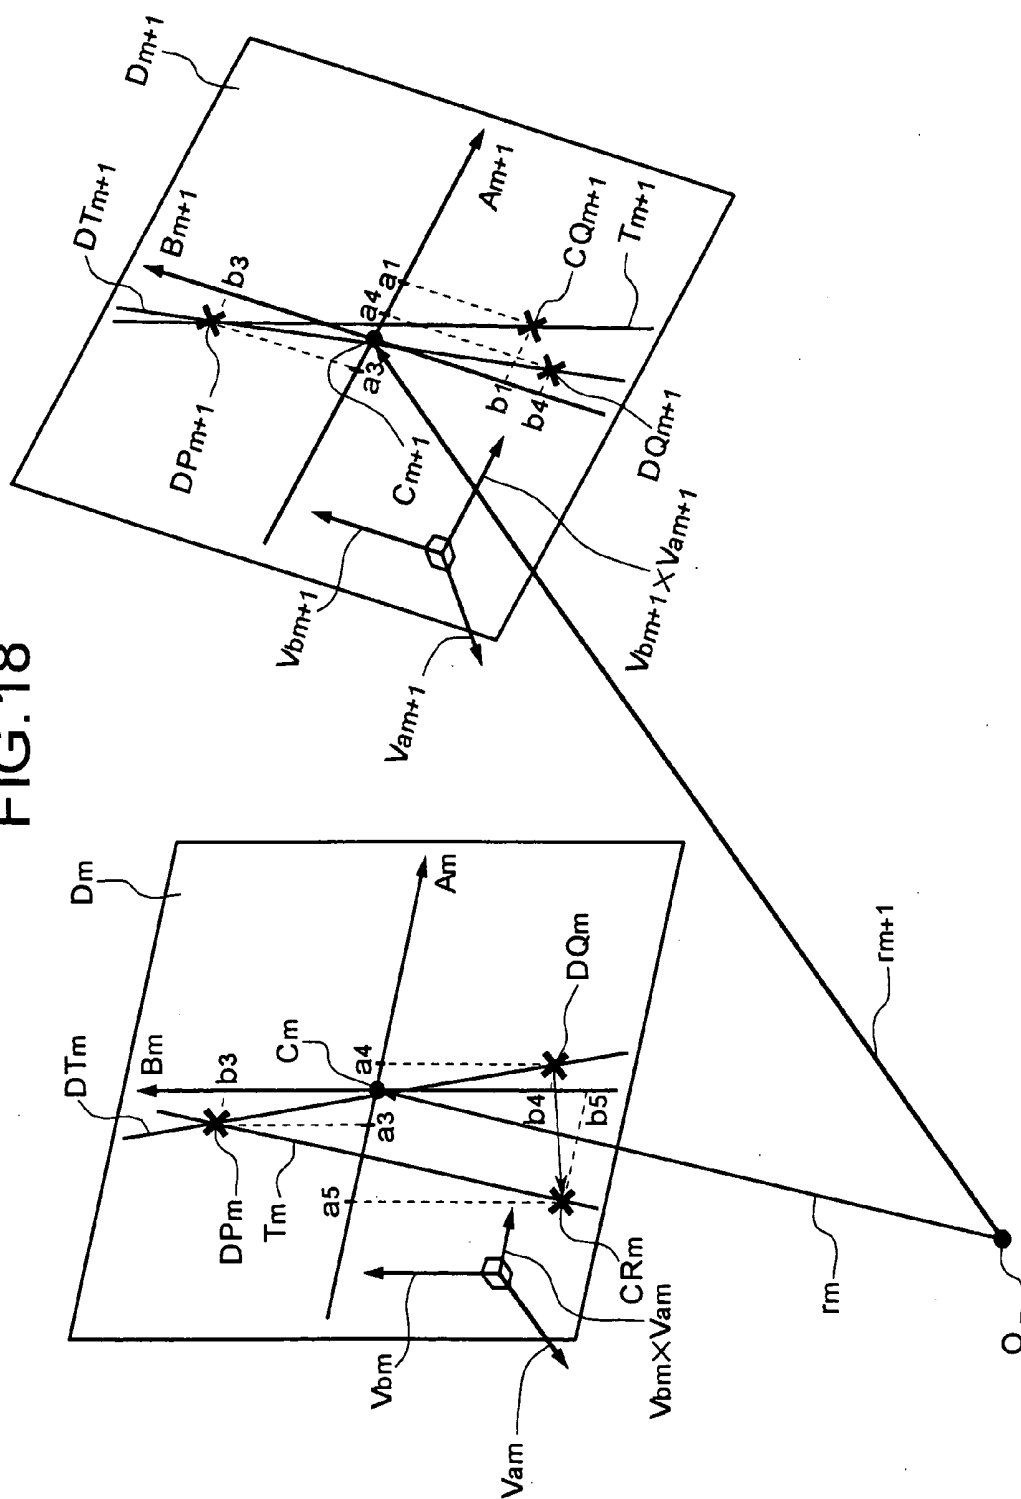 FIG.18
Dm+1
DTm+1
Bm+1
b3
a4
a1
Am+1
CQm+1
Tm+1
DPm+1
a3
b1
b4
DQm+1
Cm+1
Vbm+1
Vam+1
Vbm+1×Vam+1
Dm
DTm
Bm
b3
Cm
a4
Am
DQm
a3
b4
b5
DPm
Tm
a5
CRm
Vbm
Vam
Vbm×Vam
rm
rm+1
O